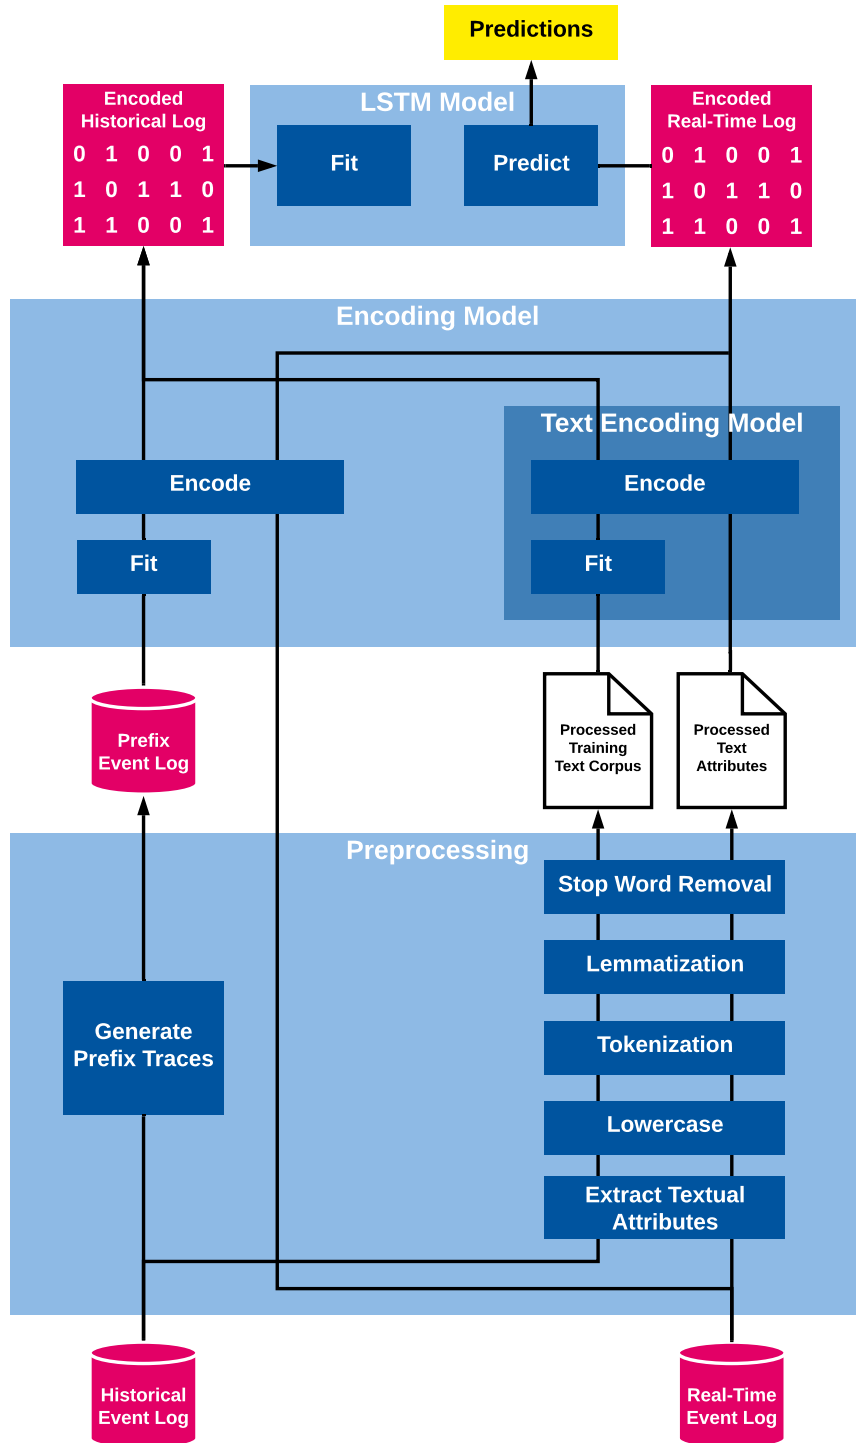 Predictions
LSTM Model
Encoded
Historical Log
0 1 0 0 1
1 0 1 1 0
1 1 0 0 1
Fit
Predict
Encoded
Real-Time Log
0 1 0 0 1
1 0 1 1 0
1 1 0 0 1
Encoding Model
Text Encoding Model
Encode
Encode
Fit
Fit
Prefix
Event Log
Processed
Training
Text Corpus
Processed
Text
Attributes
Preprocessing
Stop Word Removal
Lemmatization
Generate
Prefix Traces
Tokenization
Lowercase
Extract Textual
Attributes
Historical
Event Log
Real-Time
Event Log